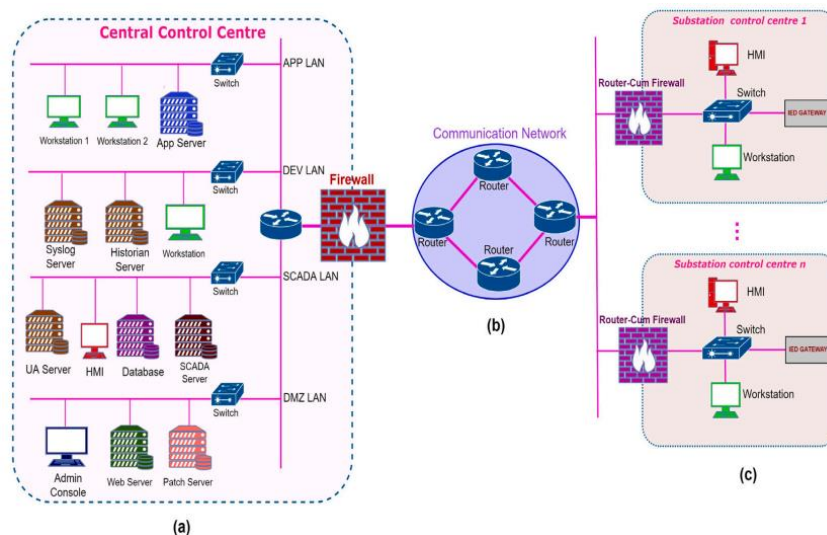 Central Control Centre
APP LAN
Switch
Workstation 1
Workstation 2
App Server
DEV LAN
Switch
Syslog
Server
Historian
Server
Workstation
SCADA LAN
Switch
UA Server
HMI
Database
SCADA
Server
DMZ LAN
Switch
Admin
Console
Web Server
Patch Server
(a)
Firewall
Communication Network
Router
Router
Router
Router
(b)
Substation control centre 1
HMI
Router-Cum Firewall
Switch
IED GATEWAY
Workstation
Substation control centre n
HMI
Router-Cum Firewall
Switch
IED GATEWAY
Workstation
(c)